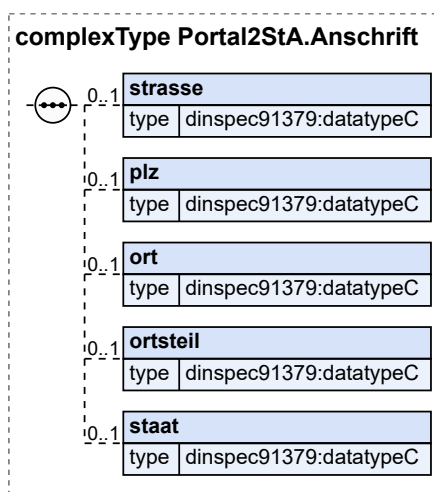 complexType Portal2StA.Anschrift
0..1 strasse
type dinspec91379:datatypeC
0..1 plz
type dinspec91379:datatypeC
0..1 ort
type dinspec91379:datatypeC
0..1 ortsteil
type dinspec91379:datatypeC
0..1 staat
type dinspec91379:datatypeC